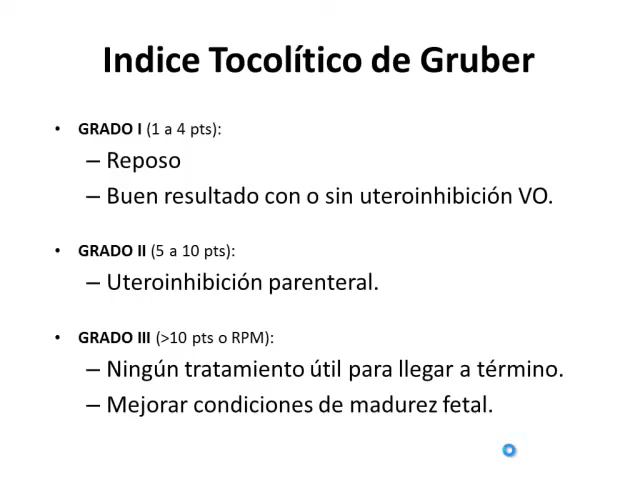 Indice Tocolítico de Gruber
• GRADO I (1 a 4 pts):
– Reposo
– Buen resultado con o sin uteroinhibición VO.
• GRADO II (5 a 10 pts):
– Uteroinhibición parenteral.
• GRADO III (>10 pts o RPM):
– Ningún tratamiento útil para llegar a término.
– Mejorar condiciones de madurez fetal.